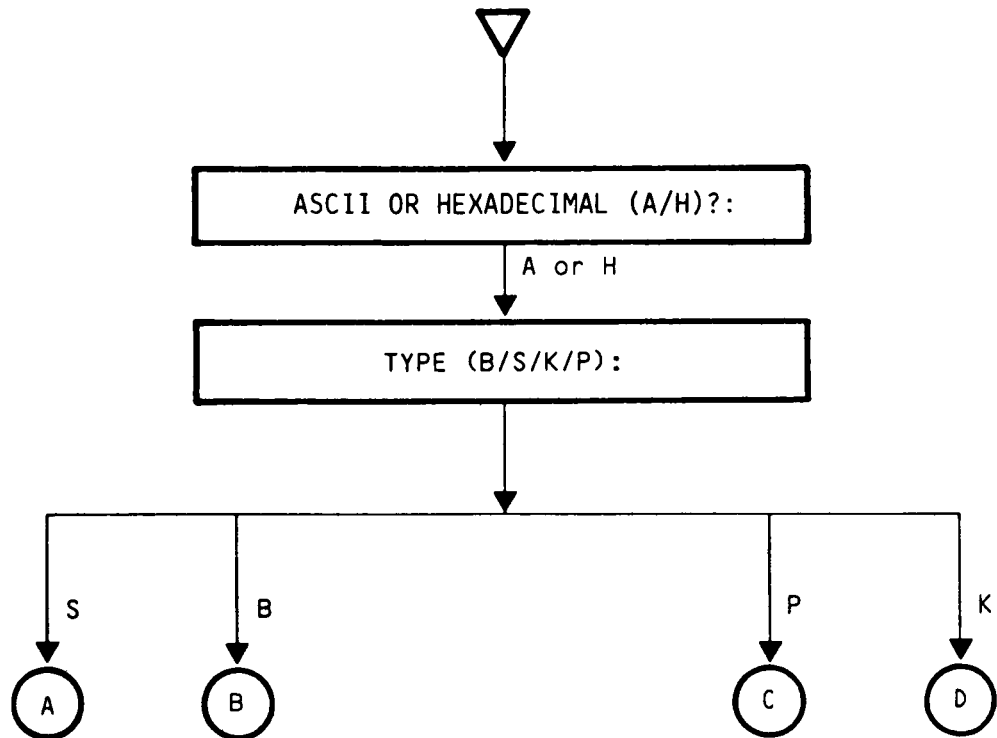 ASCII OR HEXADECIMAL (A/H)?:
A or H
TYPE (B/S/K/P):
S B P K
A B C D